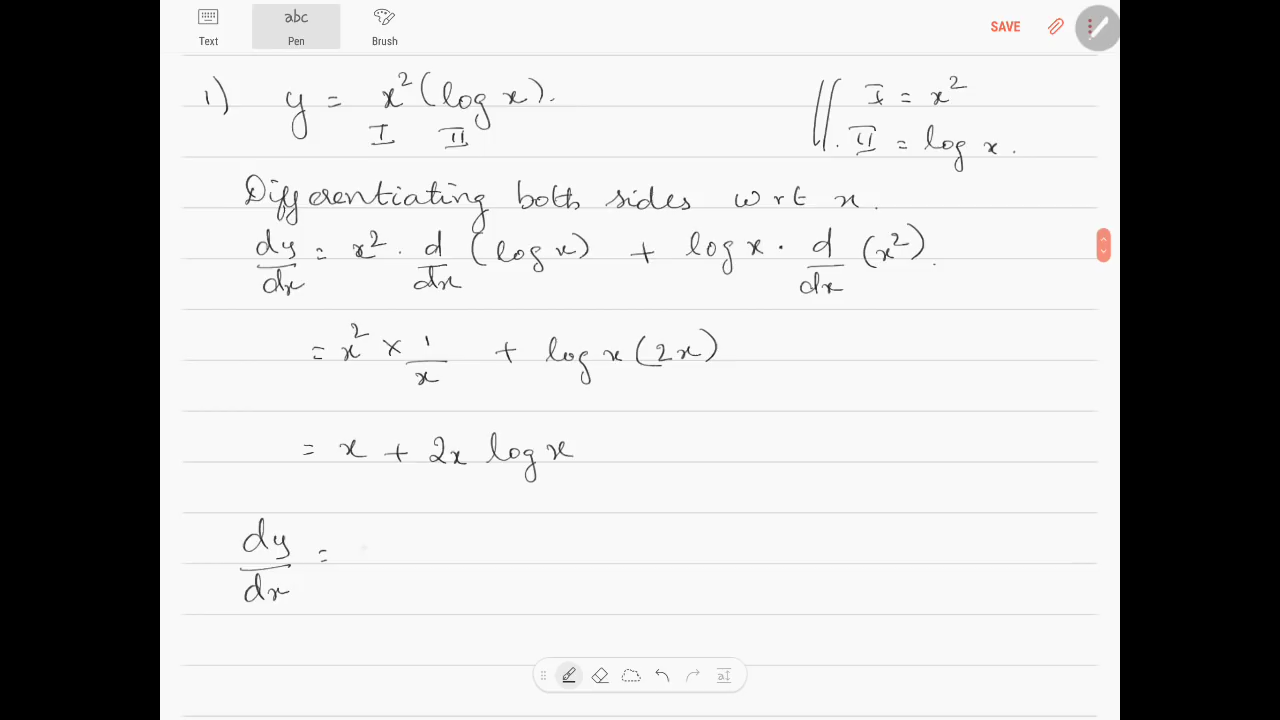 Text
abc
Pen
Brush
SAVE
1) y = x² (log x).
I II
|| I = x²
II = log x.
Differentiating both sides w r t x.
dy/dx = x² . d/dx (log x) + log x . d/dx (x²).
= x² × 1/x + log x (2x)
= x + 2x log x
dy/dx =